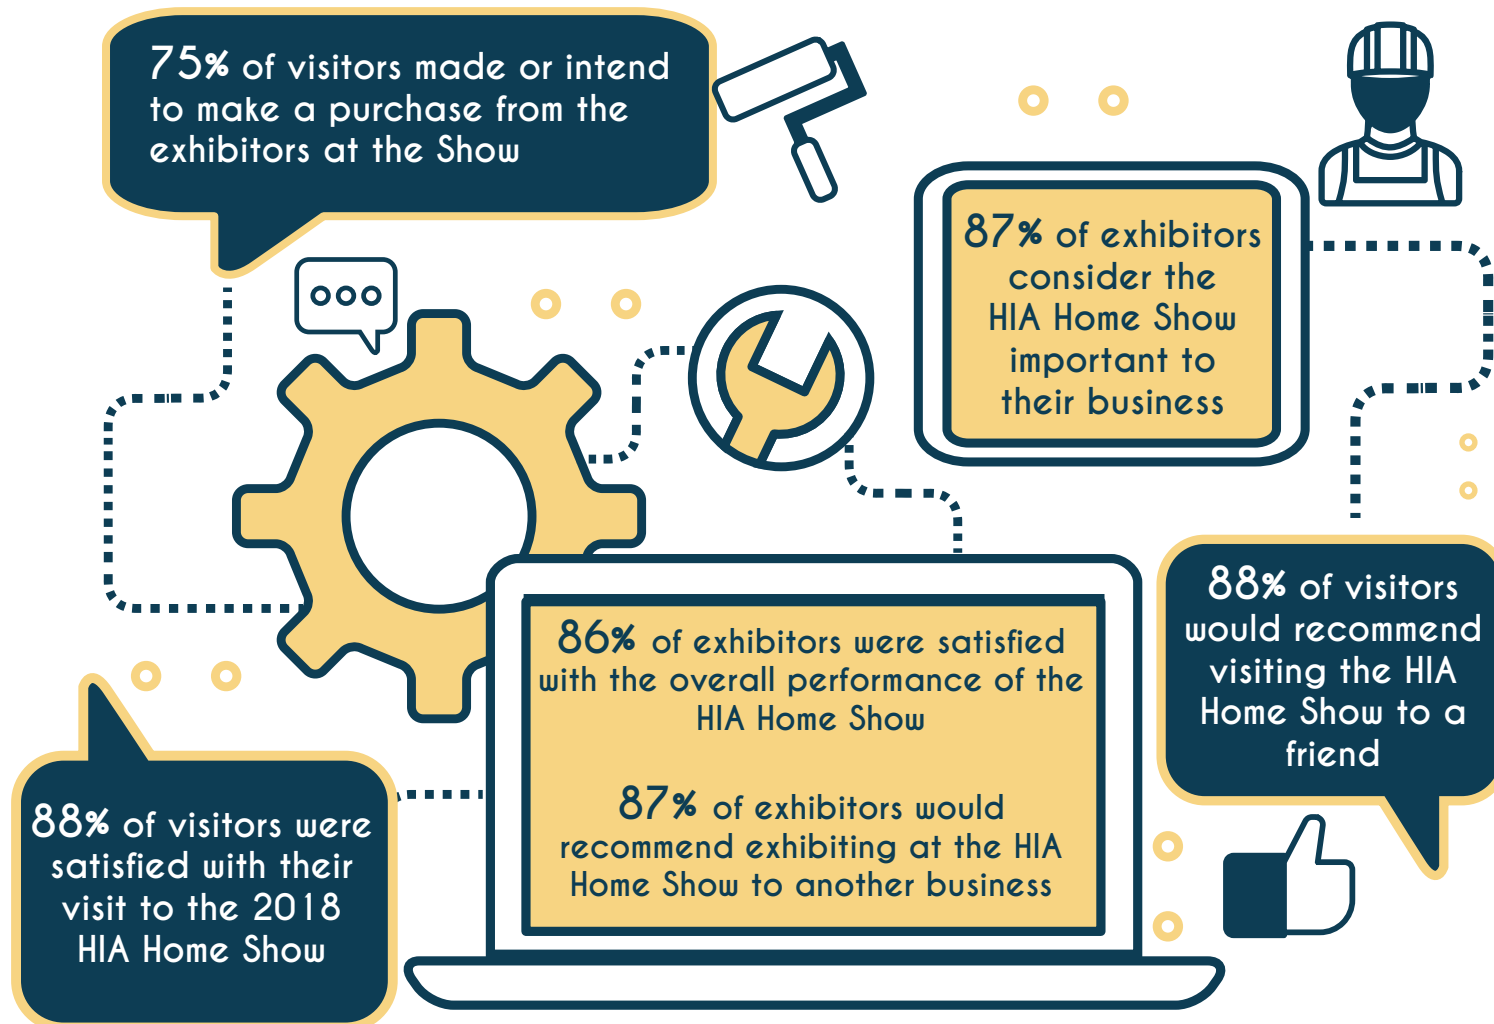 75% of visitors made or intend
to make a purchase from the
exhibitors at the Show
87% of exhibitors
consider the
HIA Home Show
important to
their business
86% of exhibitors were satisfied
with the overall performance of the
HIA Home Show
87% of exhibitors would
recommend exhibiting at the HIA
Home Show to another business
88% of visitors
would recommend
visiting the HIA
Home Show to a
friend
88% of visitors were
satisfied with their
visit to the 2018
HIA Home Show